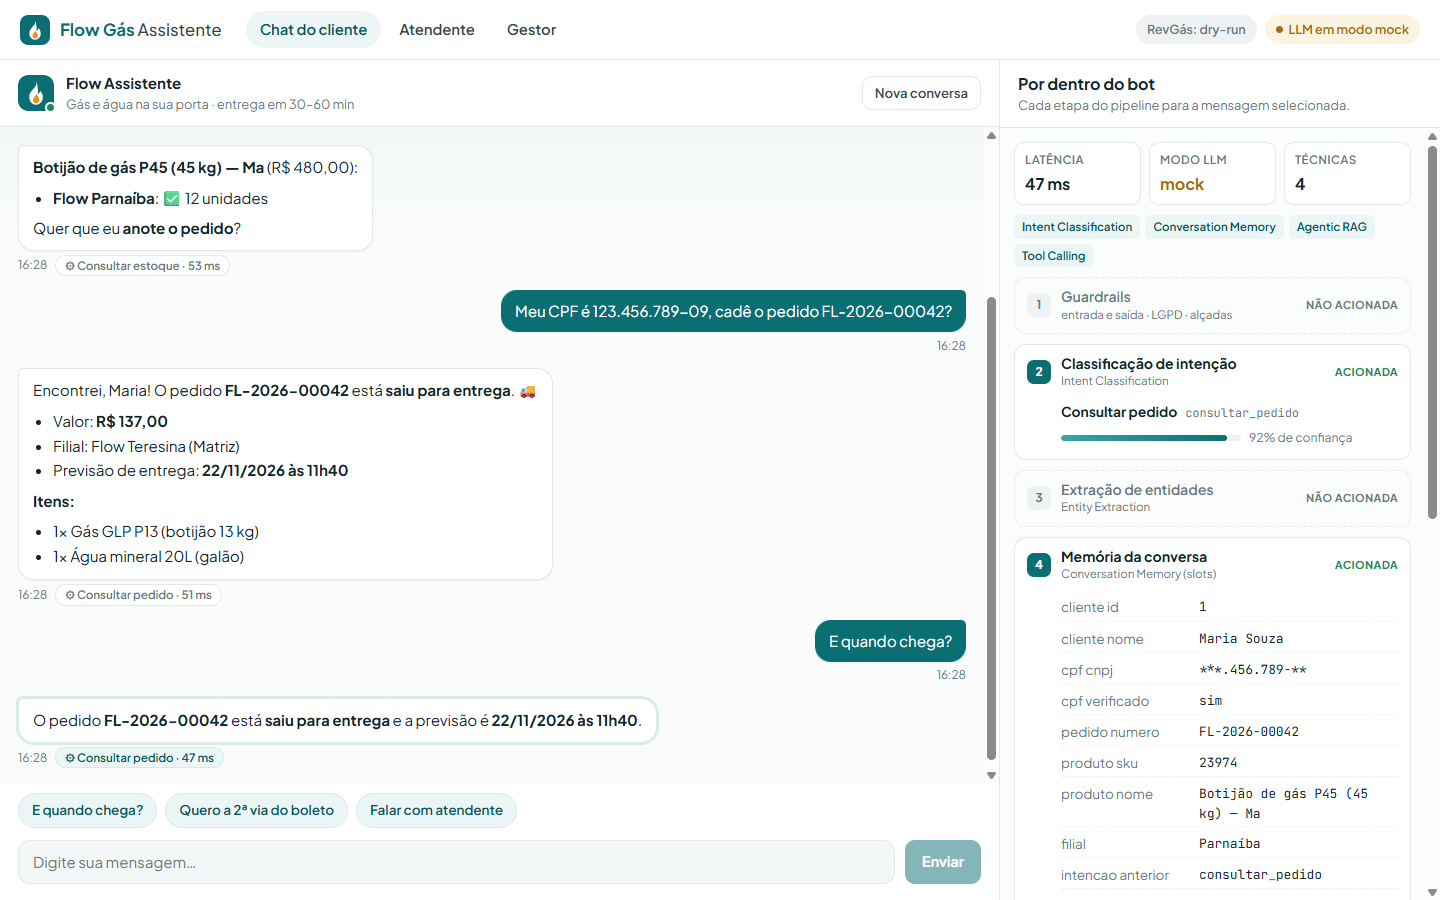 Flow Gás Assistente
Chat do cliente
Atendente
Gestor
RevGás: dry-run
LLM em modo mock
Flow Assistente
Gás e água na sua porta · entrega em 30–60 min
Nova conversa
Botijão de gás P45 (45 kg) — Ma (R$ 480,00):
• Flow Parnaíba: ✅ 12 unidades
Quer que eu anote o pedido?
16:28
⚙ Consultar estoque · 53 ms
Meu CPF é 123.456.789-09, cadê o pedido FL-2026-00042?
16:28
Encontrei, Maria! O pedido FL-2026-00042 está saiu para entrega. 🚚
• Valor: R$ 137,00
• Filial: Flow Teresina (Matriz)
• Previsão de entrega: 22/11/2026 às 11h40
Itens:
• 1× Gás GLP P13 (botijão 13 kg)
• 1× Água mineral 20L (galão)
16:28
⚙ Consultar pedido · 51 ms
E quando chega?
16:28
O pedido FL-2026-00042 está saiu para entrega e a previsão é 22/11/2026 às 11h40.
16:28
⚙ Consultar pedido · 47 ms
E quando chega?
Quero a 2ª via do boleto
Falar com atendente
Digite sua mensagem…
Enviar
Por dentro do bot
Cada etapa do pipeline para a mensagem selecionada.
LATÊNCIA
47 ms
MODO LLM
mock
TÉCNICAS
4
Intent Classification
Conversation Memory
Agentic RAG
Tool Calling
1
Guardrails
entrada e saída · LGPD · alçadas
NÃO ACIONADA
2
Classificação de intenção
Intent Classification
ACIONADA
Consultar pedido consultar_pedido
92% de confiança
3
Extração de entidades
Entity Extraction
NÃO ACIONADA
4
Memória da conversa
Conversation Memory (slots)
ACIONADA
cliente id 1
cliente nome Maria Souza
cpf cnpj ***.456.789-**
cpf verificado sim
pedido numero FL-2026-00042
produto sku 23974
produto nome Botijão de gás P45 (45
kg) — Ma
filial Parnaíba
intencao anterior consultar_pedido